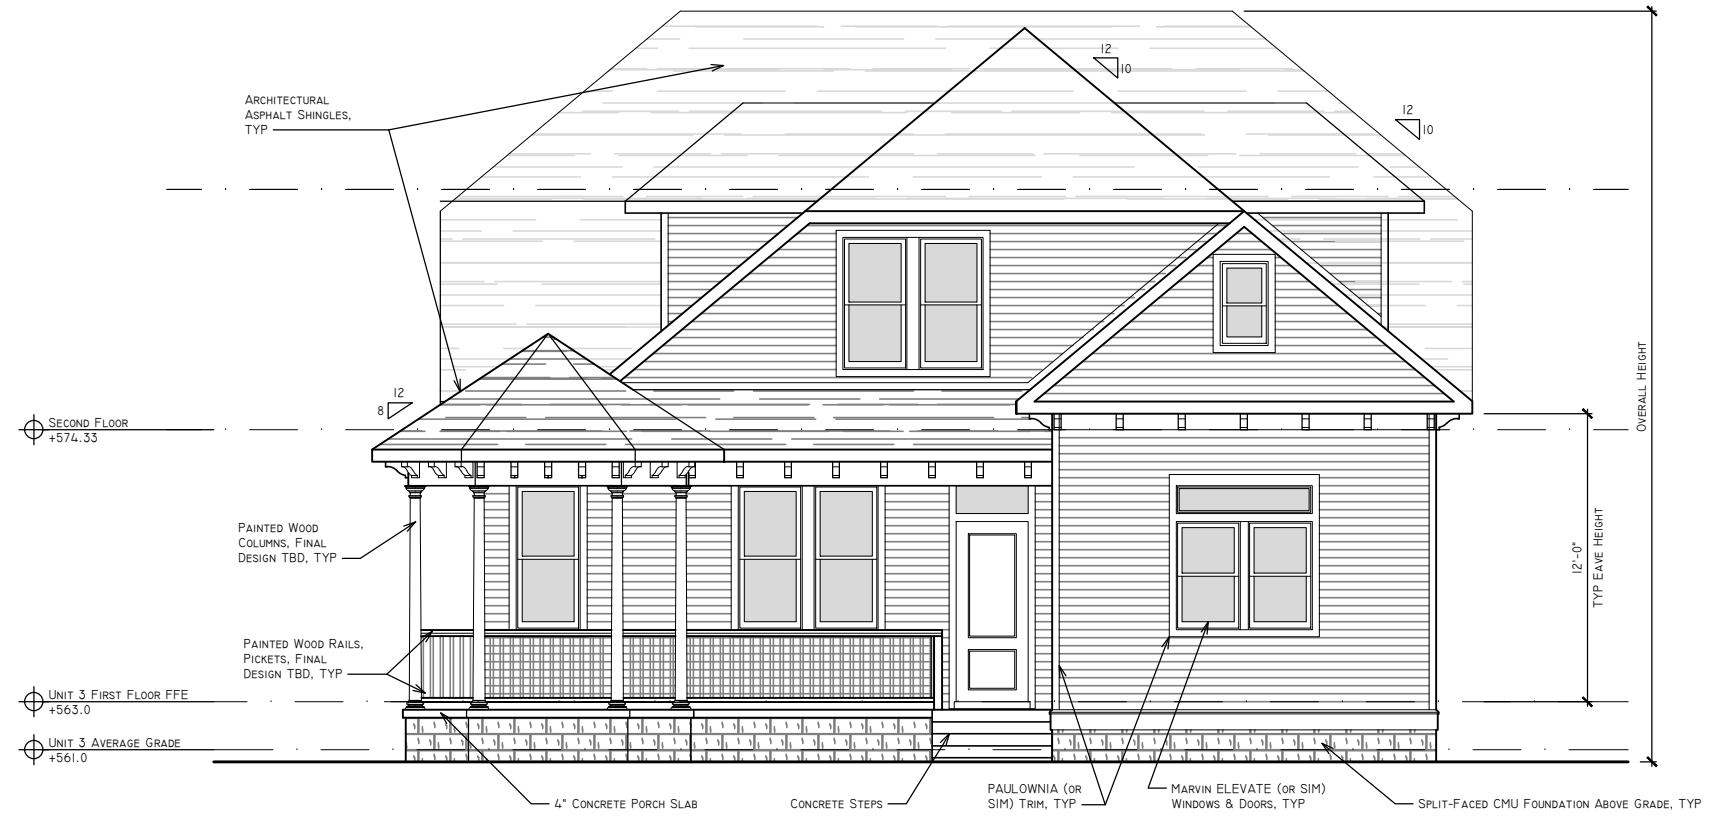 12
10
12
10
Architectural
Asphalt Shingles,
TYP
Overall Height
12
8
Second Floor
+574.33
Painted Wood
Columns, Final
Design TBD, TYP
12'-0"
TYP Eave Height
Painted Wood Rails,
Pickets, Final
Design TBD, TYP
Unit 3 First Floor FFE
+563.0
Unit 3 Average Grade
+561.0
4" Concrete Porch Slab
Concrete Steps
PAULOWNIA (or
SIM) Trim, TYP
Marvin ELEVATE (or SIM)
Windows & Doors, TYP
Split-Faced CMU Foundation Above Grade, TYP